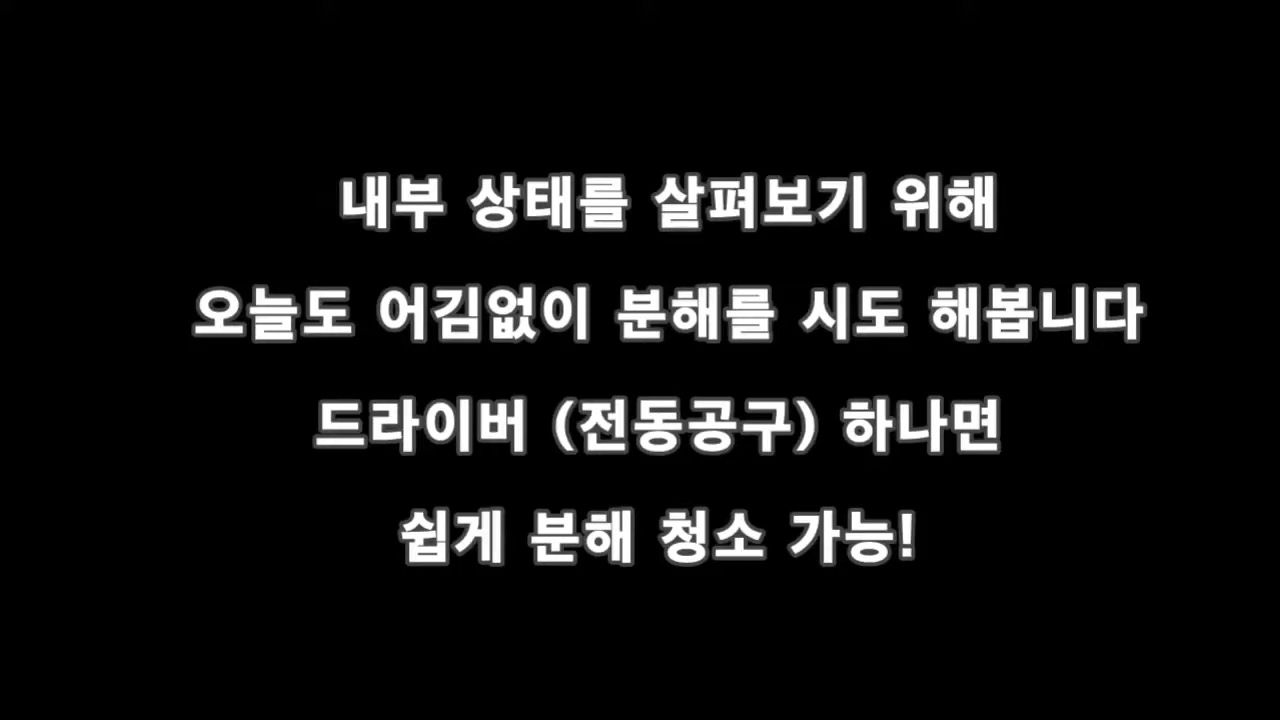 내부 상태를 살펴보기 위해
오늘도 어김없이 분해를 시도 해봅니다
드라이버 (전동공구) 하나면
쉽게 분해 청소 가능!